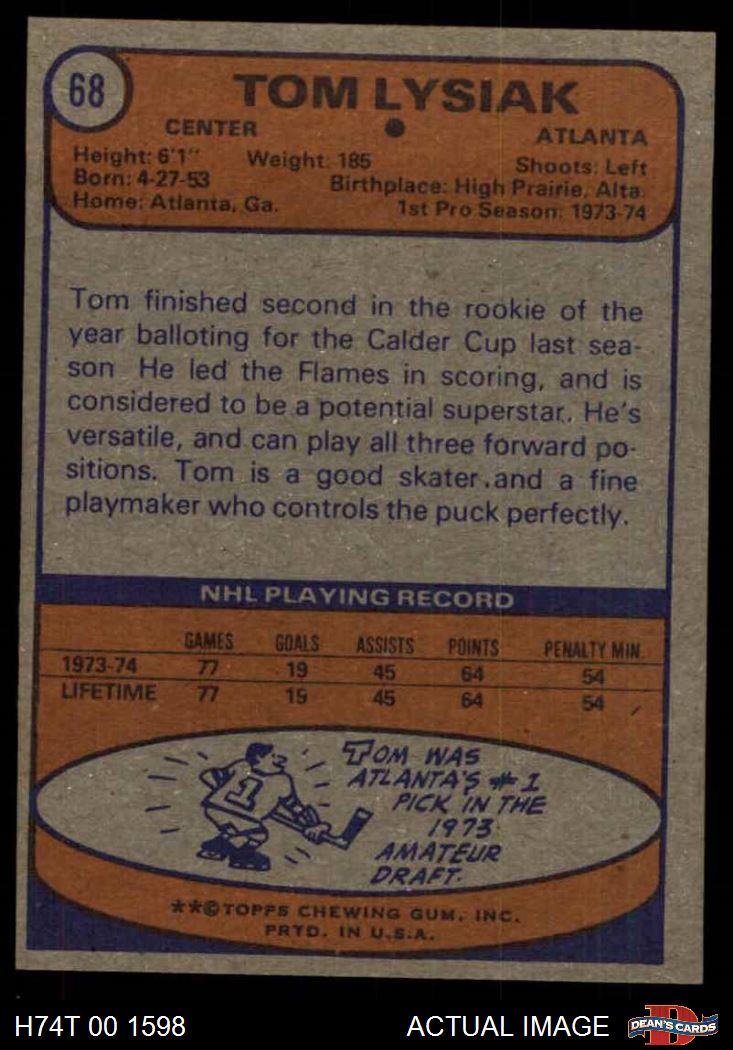 68
TOM LYSIAK
CENTER ● ATLANTA
Height: 6'1" Weight: 185 Shoots: Left
Born: 4-27-53 Birthplace: High Prairie, Alta.
Home: Atlanta, Ga. 1st Pro Season: 1973-74
Tom finished second in the rookie of the
year balloting for the Calder Cup last sea-
son He led the Flames in scoring, and is
considered to be a potential superstar. He's
versatile, and can play all three forward po-
sitions. Tom is a good skater and a fine
playmaker who controls the puck perfectly.
NHL PLAYING RECORD
GAMES GOALS ASSISTS POINTS PENALTY MIN.
1973-74 77 19 45 64 54
LIFETIME 77 19 45 64 54
1
TOM WAS
ATLANTA'S #1
PICK IN THE
1973
AMATEUR
DRAFT.
**©TOPPS CHEWING GUM, INC.
PRTD. IN U.S.A.
H74T 00 1598 ACTUAL IMAGE D DEAN'S CARDS